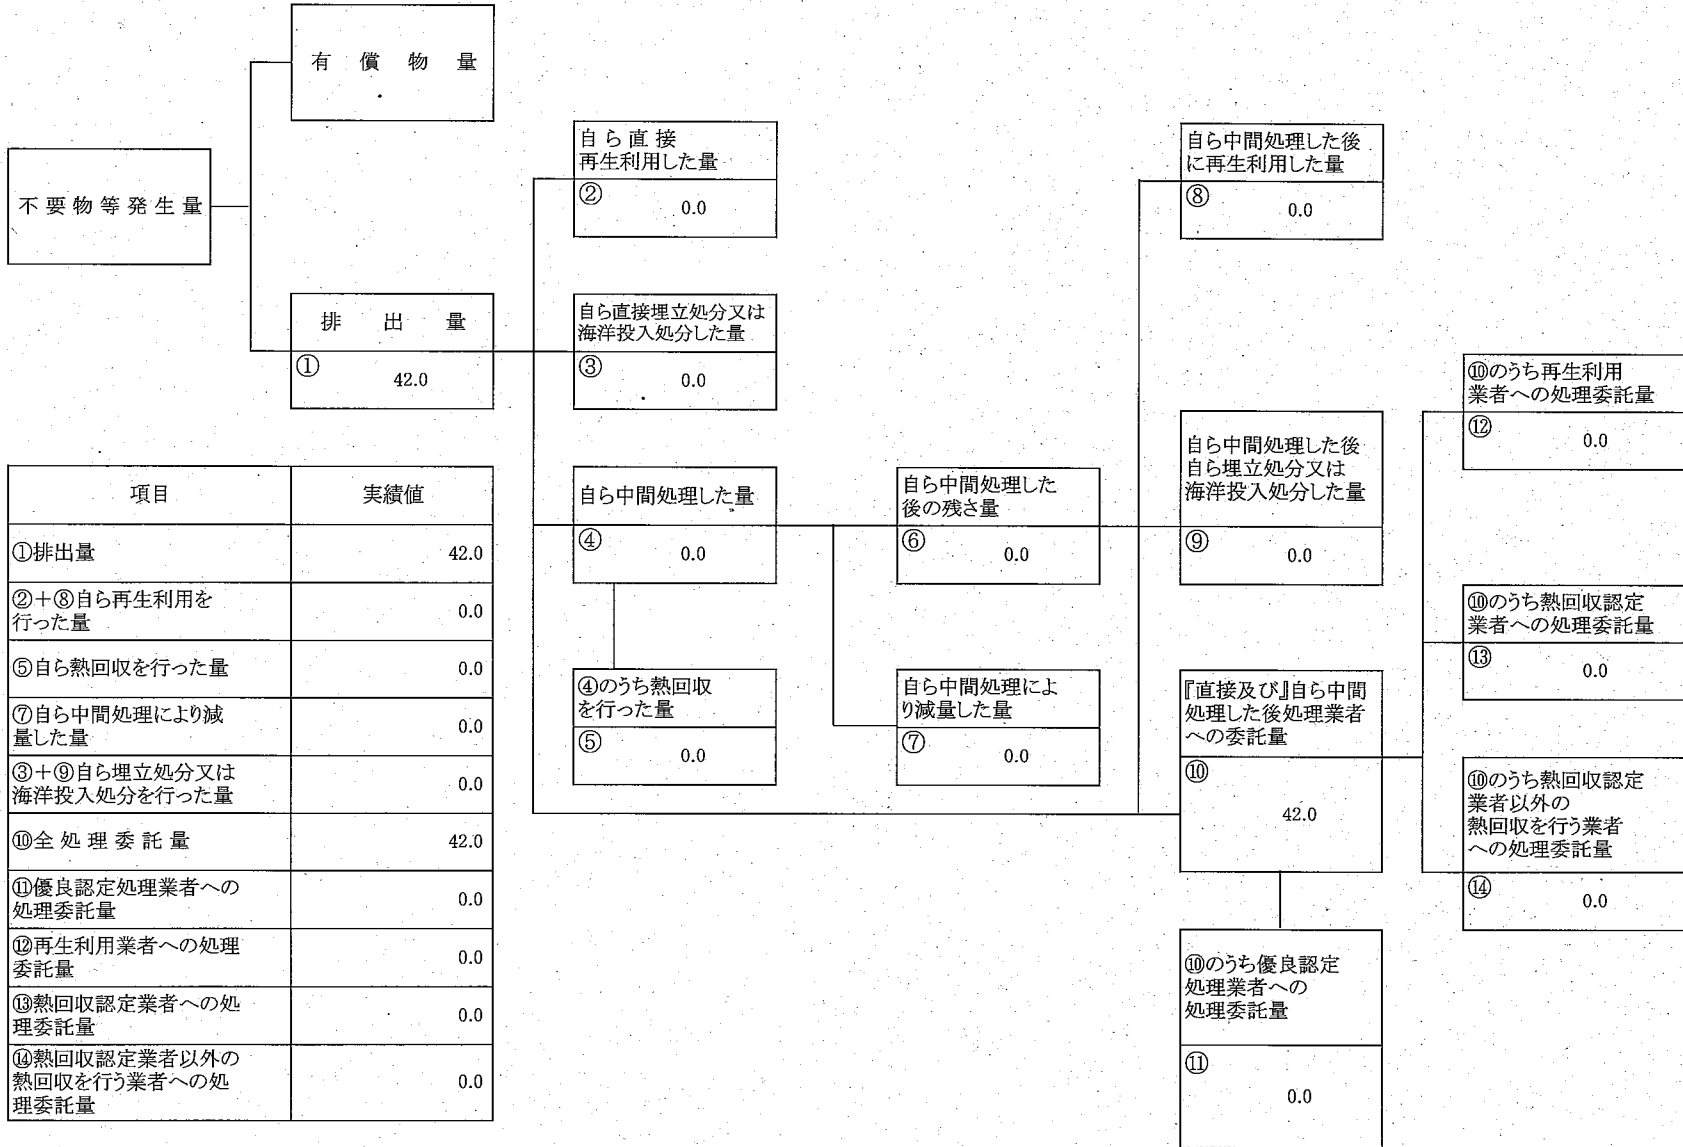 有償物量
不要物等発生量
排出量
①
42.0
自ら直接
再生利用した量
②
0.0
自ら直接埋立処分又は
海洋投入処分した量
③
0.0
自ら中間処理した量
④
0.0
④のうち熱回収
を行った量
⑤
0.0
自ら中間処理した
後の残さ量
⑥
0.0
自ら中間処理によ
り減量した量
⑦
0.0
自ら中間処理した後
に再生利用した量
⑧
0.0
自ら中間処理した後
自ら埋立処分又は
海洋投入処分した量
⑨
0.0
『直接及び』自ら中間
処理した後処理業者
への委託量
⑩
42.0
⑩のうち優良認定
処理業者への
処理委託量
⑪
0.0
⑩のうち再生利用
業者への処理委託量
⑫
0.0
⑩のうち熱回収認定
業者への処理委託量
⑬
0.0
⑩のうち熱回収認定
業者以外の
熱回収を行う業者
への処理委託量
⑭
0.0
項目 実績値
①排出量 42.0
②+⑧自ら再生利用を
行った量 0.0
⑤自ら熱回収を行った量 0.0
⑦自ら中間処理により減
量した量 0.0
③+⑨自ら埋立処分又は
海洋投入処分を行った量 0.0
⑩全処理委託量 42.0
⑪優良認定処理業者への
処理委託量 0.0
⑫再生利用業者への処理
委託量 0.0
⑬熱回収認定業者への処
理委託量 0.0
⑭熱回収認定業者以外の
熱回収を行う業者への処
理委託量 0.0